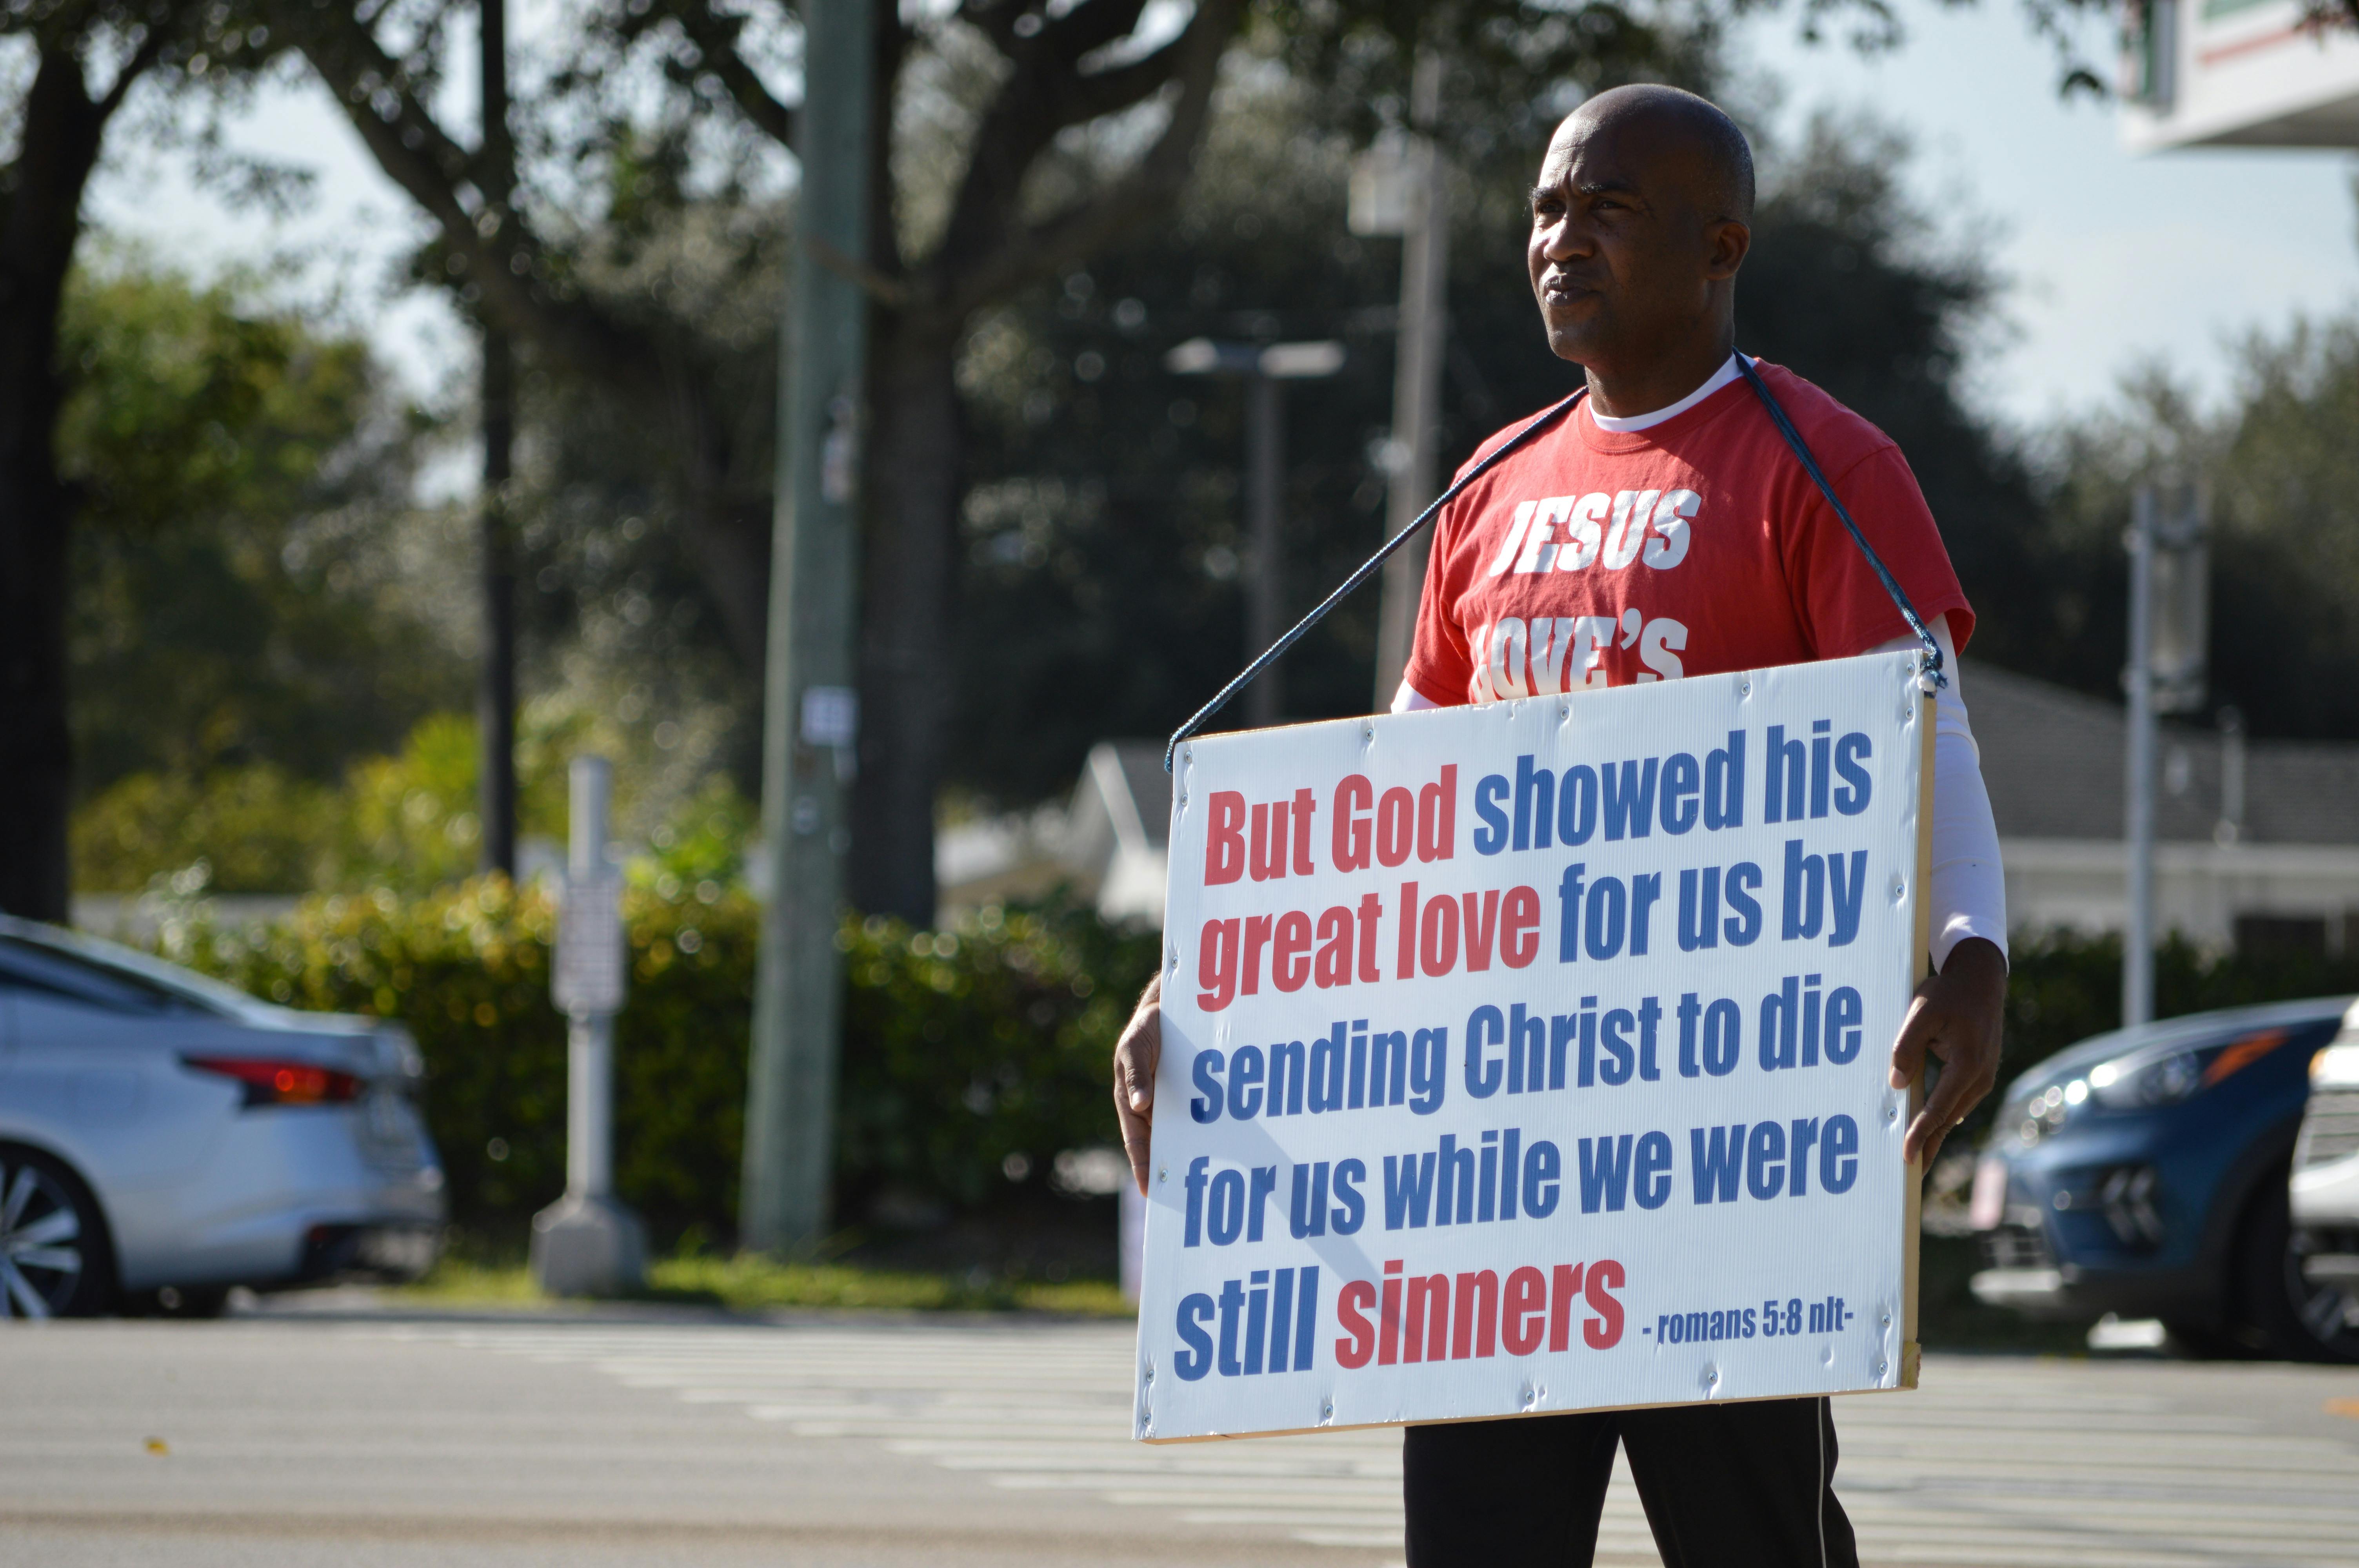 JESUS
LOVE'S
But God showed his
great love for us by
sending Christ to die
for us while we were
still sinners - romans 5:8 nlt-